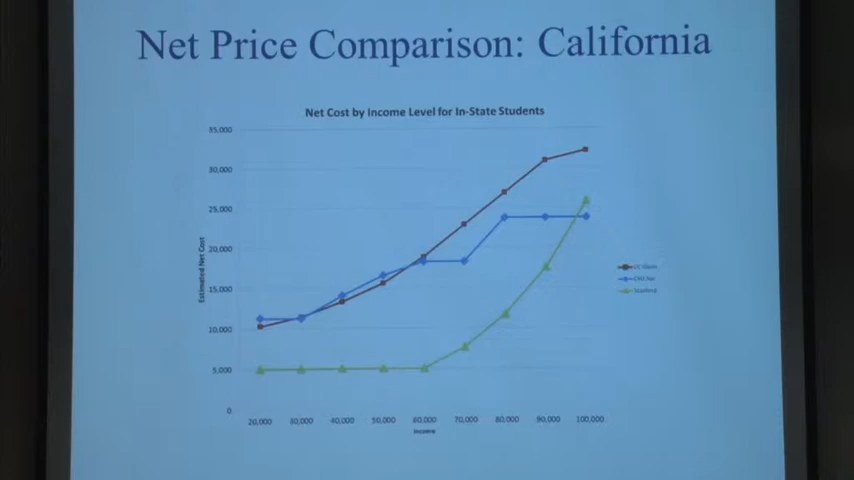 Net Price Comparison: California
Net Cost by Income Level for In-State Students
35,000
30,000
25,000
20,000
15,000
10,000
5,000
0
Estimated Net Cost
20,000 30,000 40,000 50,000 60,000 70,000 80,000 90,000 100,000
Income
Stanford